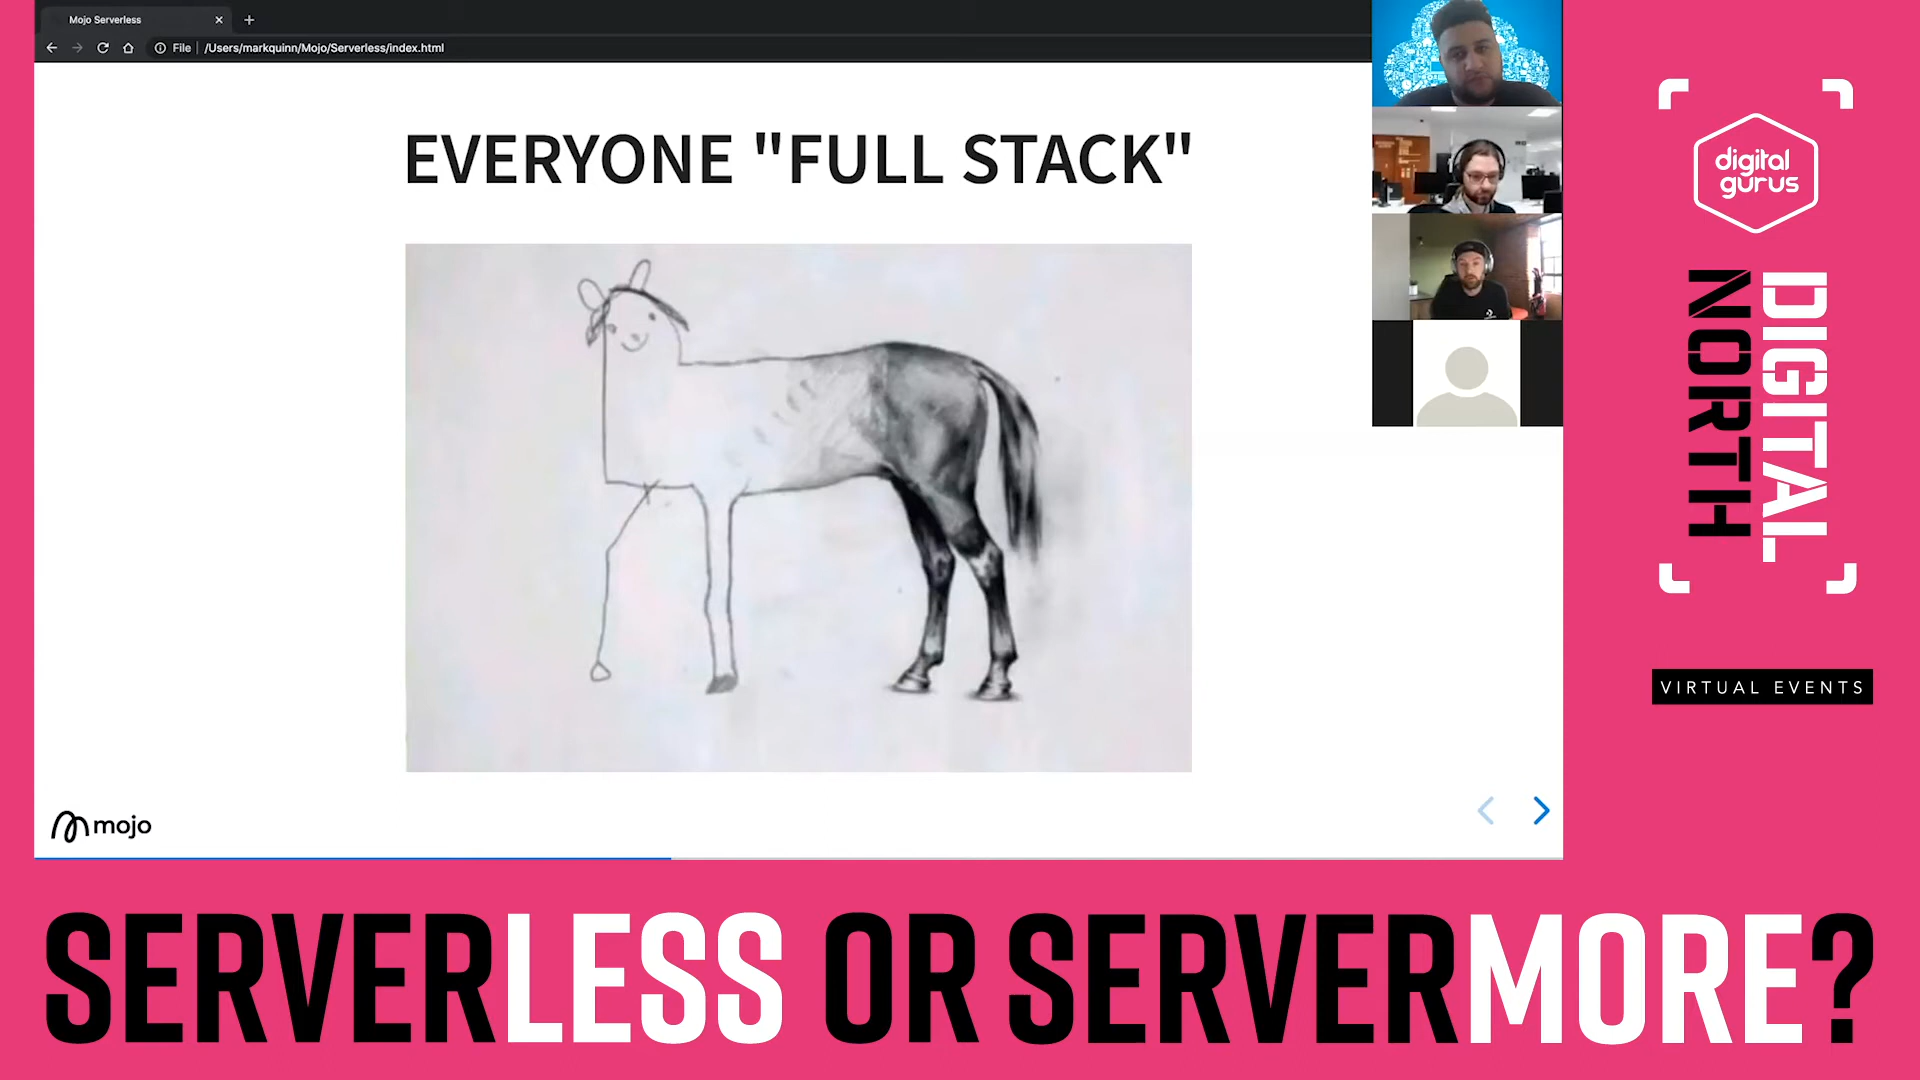 Mojo Serverless
File
/Users/markquinn/Mojo/Serverless/index.html
EVERYONE "FULL STACK"
mojo
digital
gurus
DIGITAL
NORTH
VIRTUAL EVENTS
SERVERLESS OR SERVERMORE?